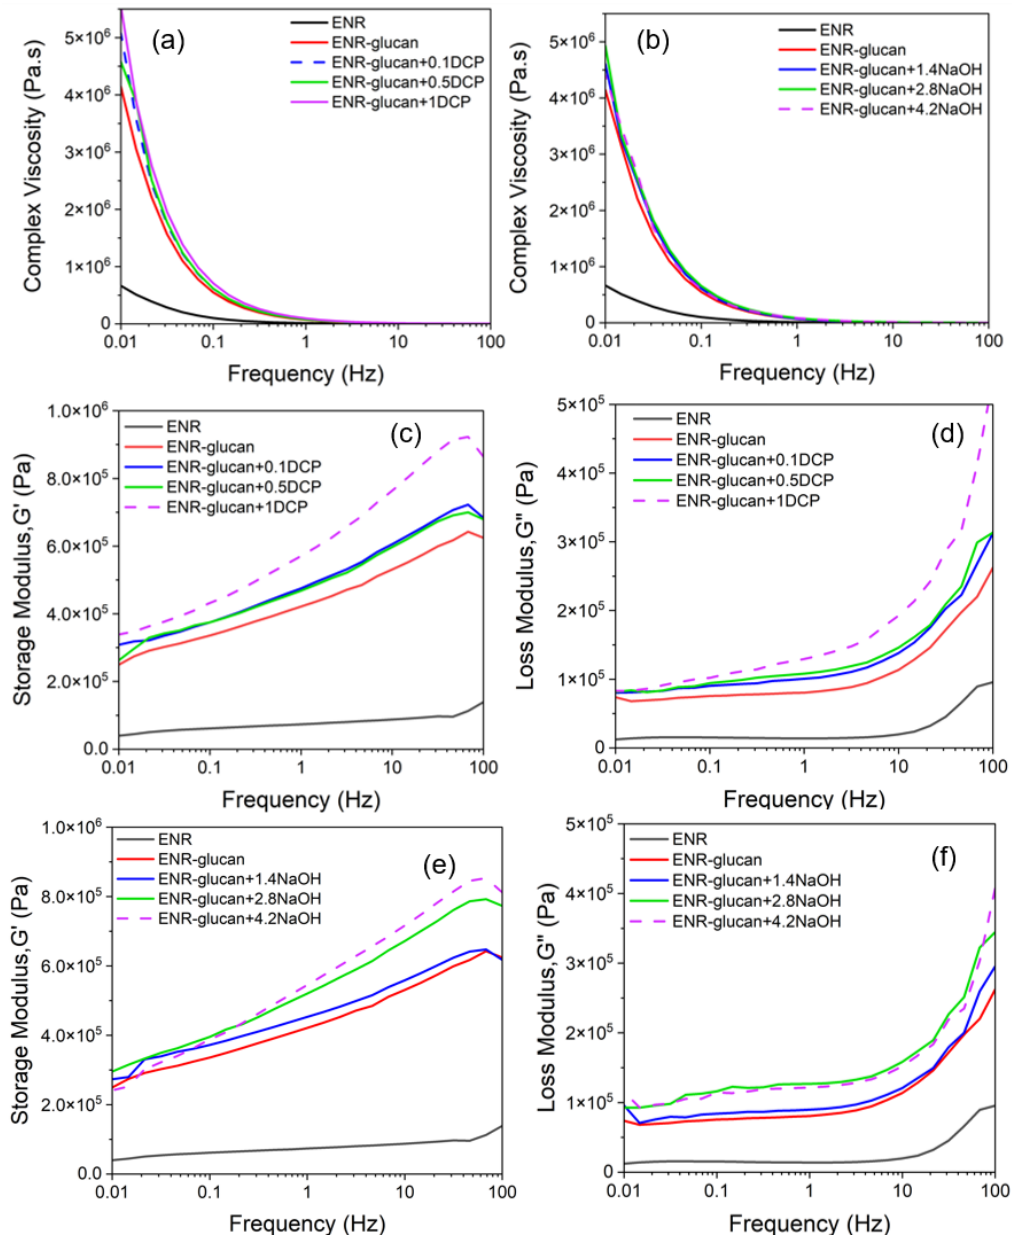 (a)
ENR
ENR-glucan
ENR-glucan+0.1DCP
ENR-glucan+0.5DCP
ENR-glucan+1DCP
Complex Viscosity (Pa.s)
5×10⁶
4×10⁶
3×10⁶
2×10⁶
1×10⁶
0
0.01 0.1 1 10 100
Frequency (Hz)
(b)
ENR
ENR-glucan
ENR-glucan+1.4NaOH
ENR-glucan+2.8NaOH
ENR-glucan+4.2NaOH
Complex Viscosity (Pa.s)
5×10⁶
4×10⁶
3×10⁶
2×10⁶
1×10⁶
0
0.01 0.1 1 10 100
Frequency (Hz)
(c)
ENR
ENR-glucan
ENR-glucan+0.1DCP
ENR-glucan+0.5DCP
ENR-glucan+1DCP
Storage Modulus,G' (Pa)
1.0×10⁶
8.0×10⁵
6.0×10⁵
4.0×10⁵
2.0×10⁵
0.0
0.01 0.1 1 10 100
Frequency (Hz)
(d)
ENR
ENR-glucan
ENR-glucan+0.1DCP
ENR-glucan+0.5DCP
ENR-glucan+1DCP
Loss Modulus,G" (Pa)
5×10⁵
4×10⁵
3×10⁵
2×10⁵
1×10⁵
0
0.01 0.1 1 10 100
Frequency (Hz)
(e)
ENR
ENR-glucan
ENR-glucan+1.4NaOH
ENR-glucan+2.8NaOH
ENR-glucan+4.2NaOH
Storage Modulus,G' (Pa)
1.0×10⁶
8.0×10⁵
6.0×10⁵
4.0×10⁵
2.0×10⁵
0.0
0.01 0.1 1 10 100
Frequency (Hz)
(f)
ENR
ENR-glucan
ENR-glucan+1.4NaOH
ENR-glucan+2.8NaOH
ENR-glucan+4.2NaOH
Loss Modulus,G" (Pa)
5×10⁵
4×10⁵
3×10⁵
2×10⁵
1×10⁵
0
0.01 0.1 1 10 100
Frequency (Hz)